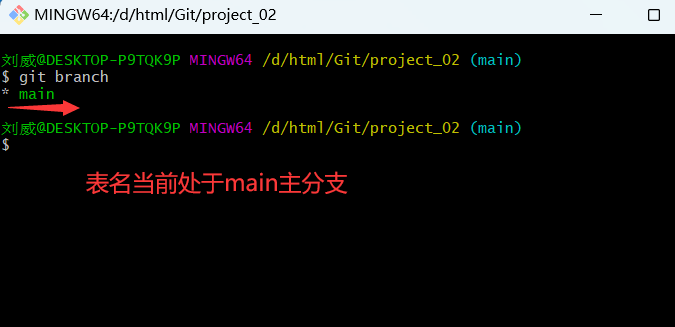 MINGW64:/d/html/Git/project_02
刘威@DESKTOP-P9TQK9P MINGW64 /d/html/Git/project_02 (main)
$ git branch
* main
刘威@DESKTOP-P9TQK9P MINGW64 /d/html/Git/project_02 (main)
$
表名当前处于main主分支